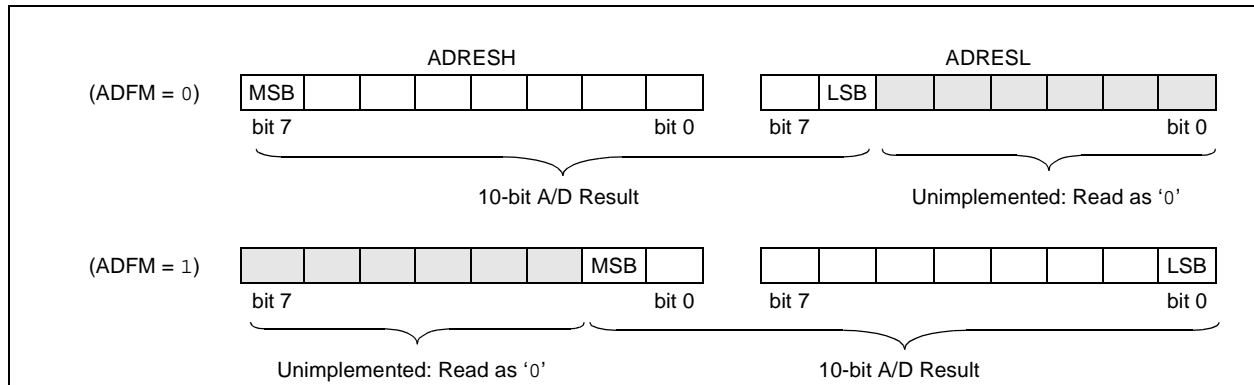 ADRESH ADRESL
(ADFM = 0) MSB LSB
bit 7 bit 0 bit 7 bit 0
10-bit A/D Result Unimplemented: Read as ‘0’
(ADFM = 1) MSB LSB
bit 7 bit 0 bit 7 bit 0
Unimplemented: Read as ‘0’ 10-bit A/D Result